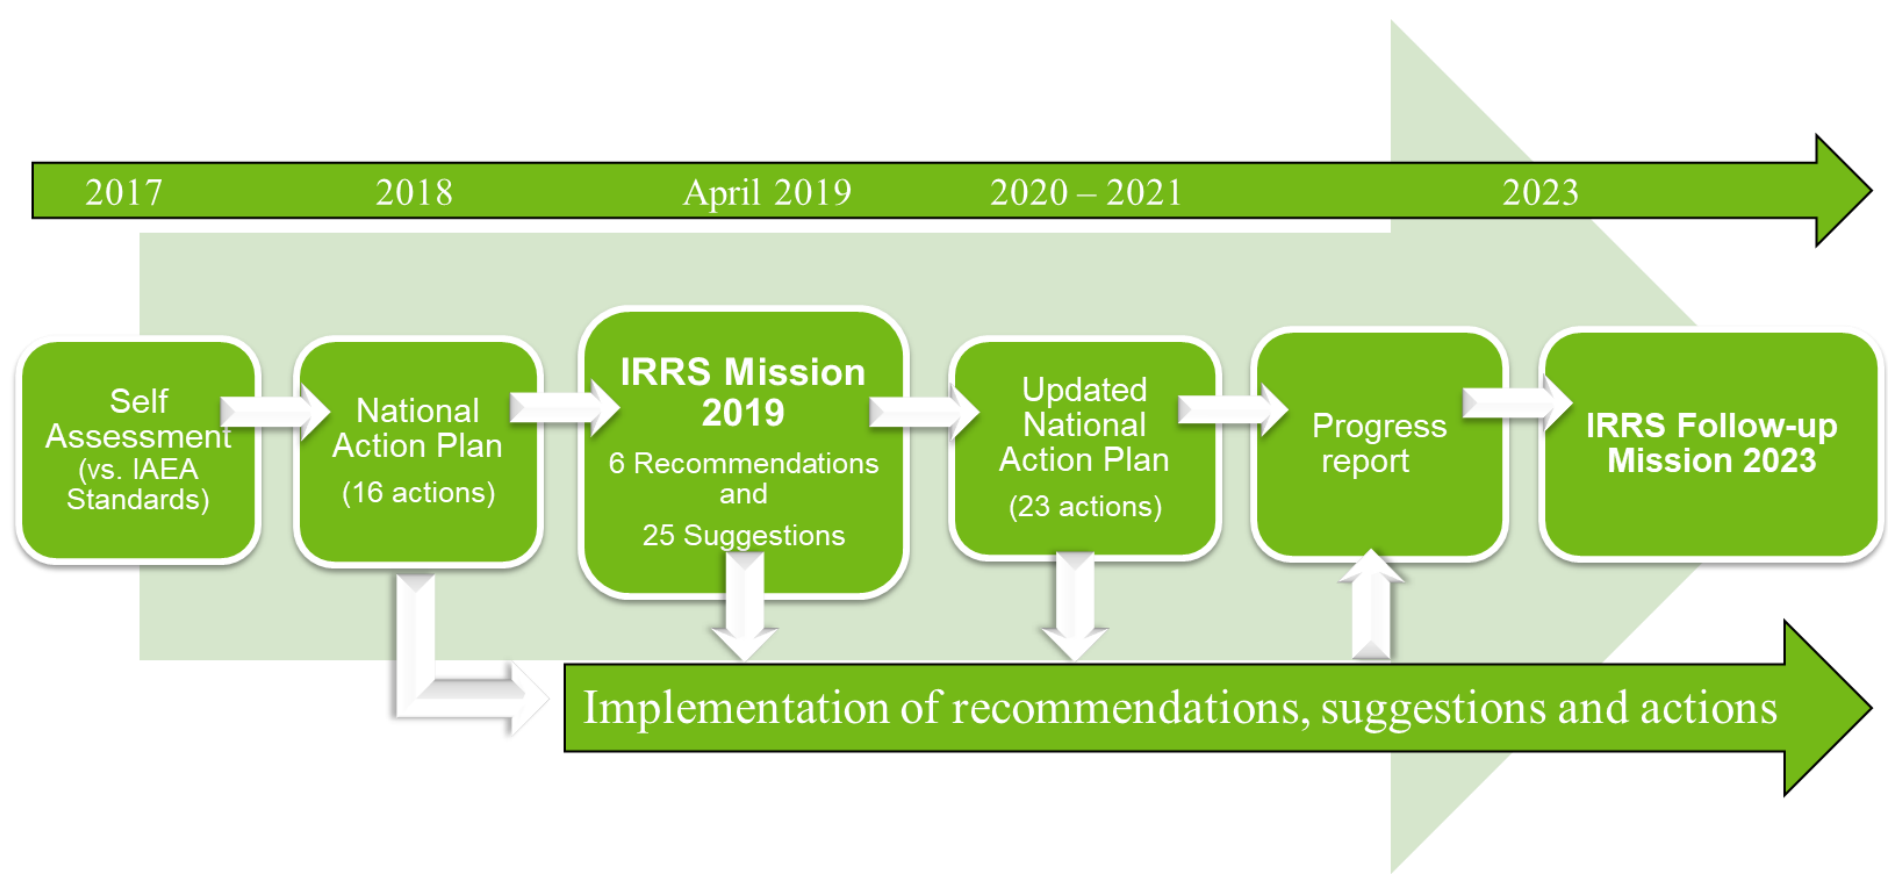 2017
2018
April 2019
2020 – 2021
2023
Self
Assessment
(vs. IAEA
Standards)
National
Action Plan
(16 actions)
IRRS Mission
2019
6 Recommendations
and
25 Suggestions
Updated
National
Action Plan
(23 actions)
Progress
report
IRRS Follow-up
Mission 2023
Implementation of recommendations, suggestions and actions